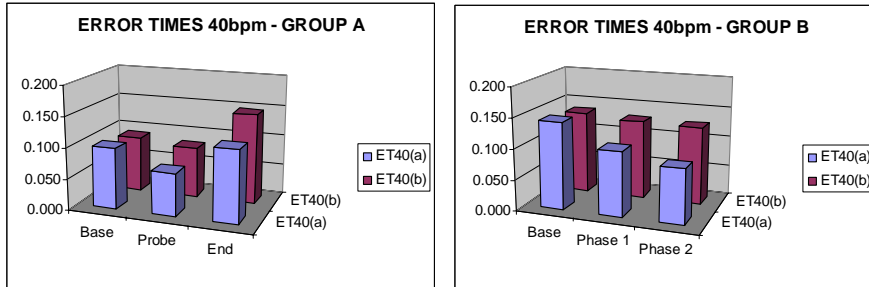 ERROR TIMES 40bpm - GROUP A
0.200
0.150
0.100
0.050
0.000
Base
Probe
End
ET40(b)
ET40(a)
ET40(a)
ET40(b)
ERROR TIMES 40bpm - GROUP B
0.200
0.150
0.100
0.050
0.000
Base
Phase 1
Phase 2
ET40(b)
ET40(a)
ET40(a)
ET40(b)